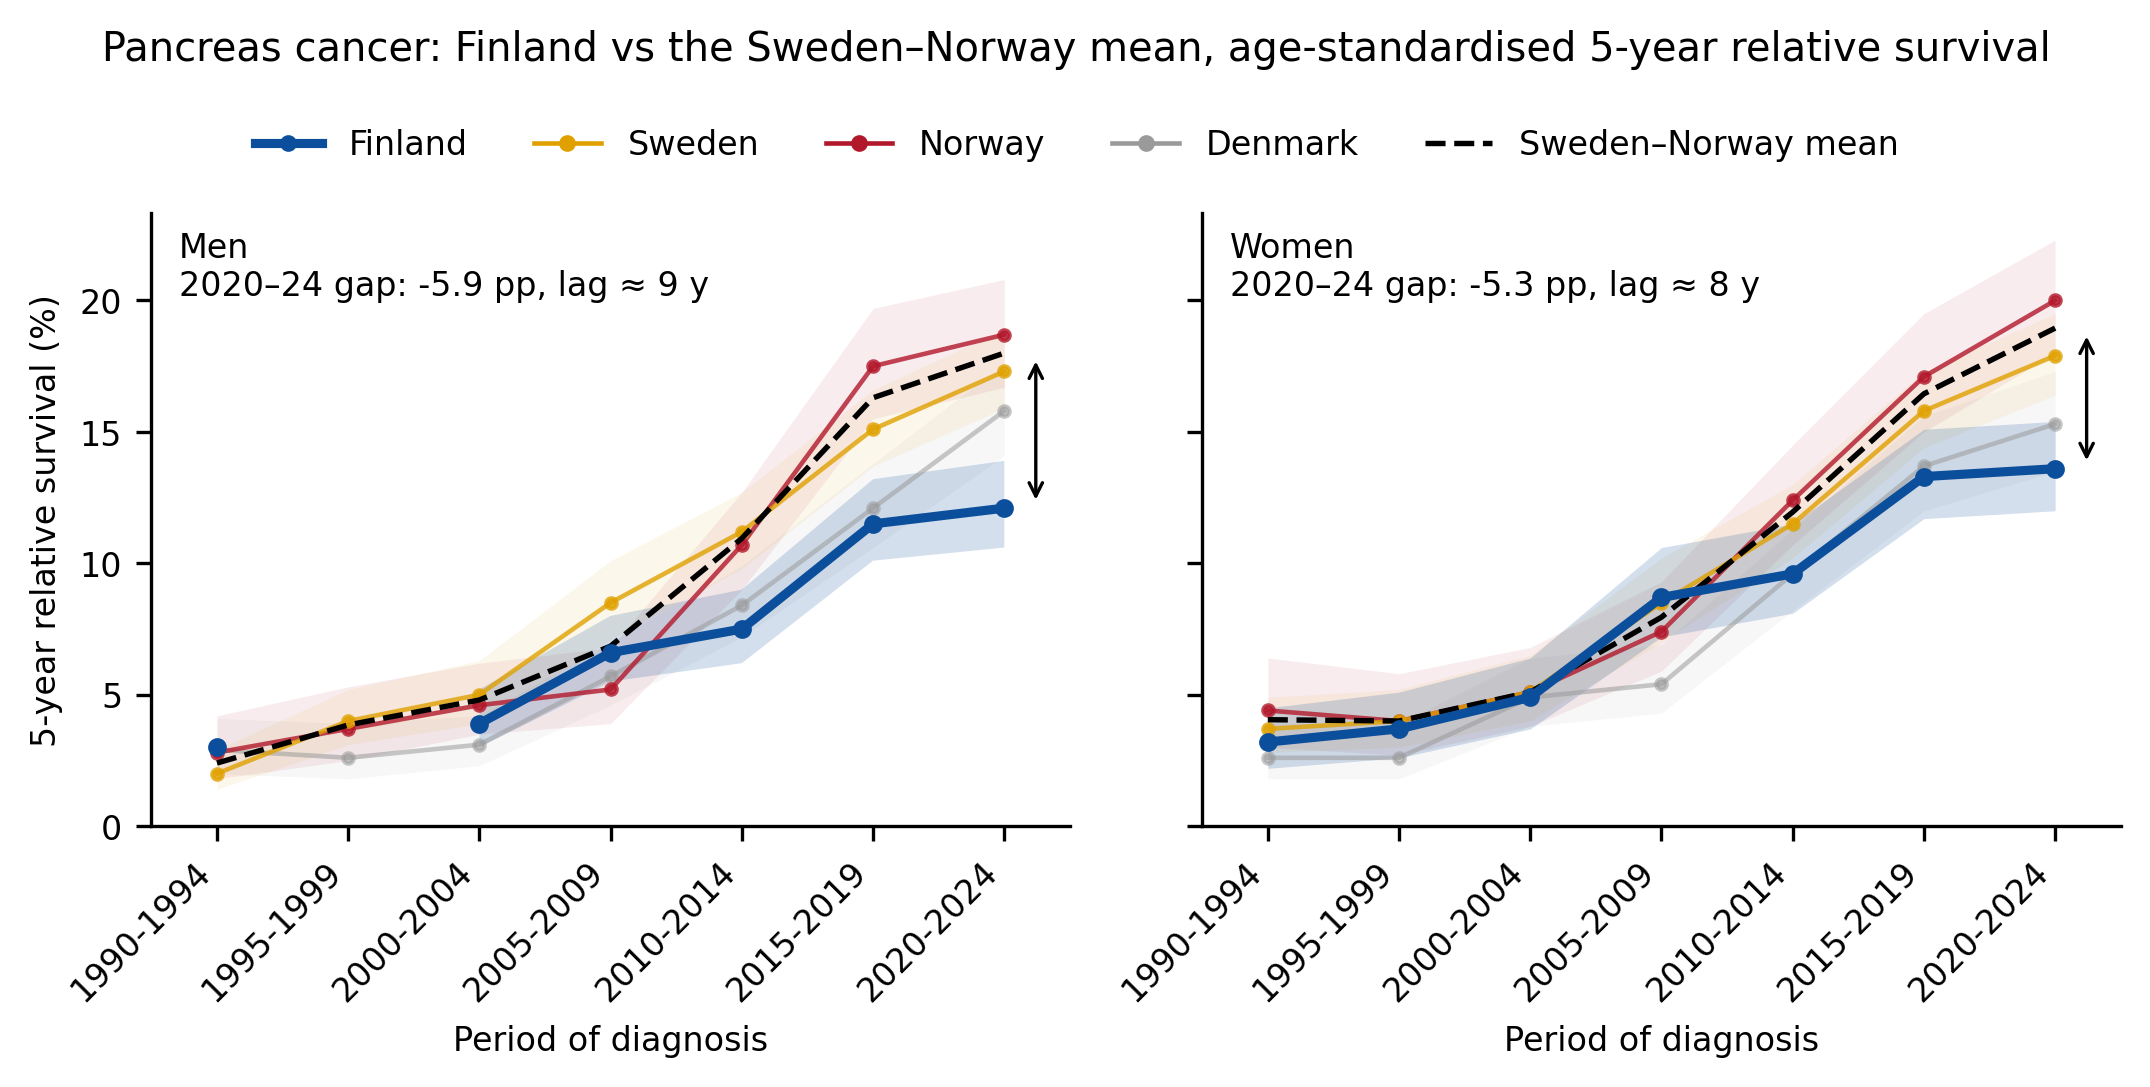 Pancreas cancer: Finland vs the Sweden–Norway mean, age-standardised 5-year relative survival
Finland
Sweden
Norway
Denmark
Sweden–Norway mean
Men
2020–24 gap: -5.9 pp, lag ≈ 9 y
5-year relative survival (%)
20
15
10
5
0
1990-1994
1995-1999
2000-2004
2005-2009
2010-2014
2015-2019
2020-2024
Period of diagnosis
Women
2020–24 gap: -5.3 pp, lag ≈ 8 y
1990-1994
1995-1999
2000-2004
2005-2009
2010-2014
2015-2019
2020-2024
Period of diagnosis